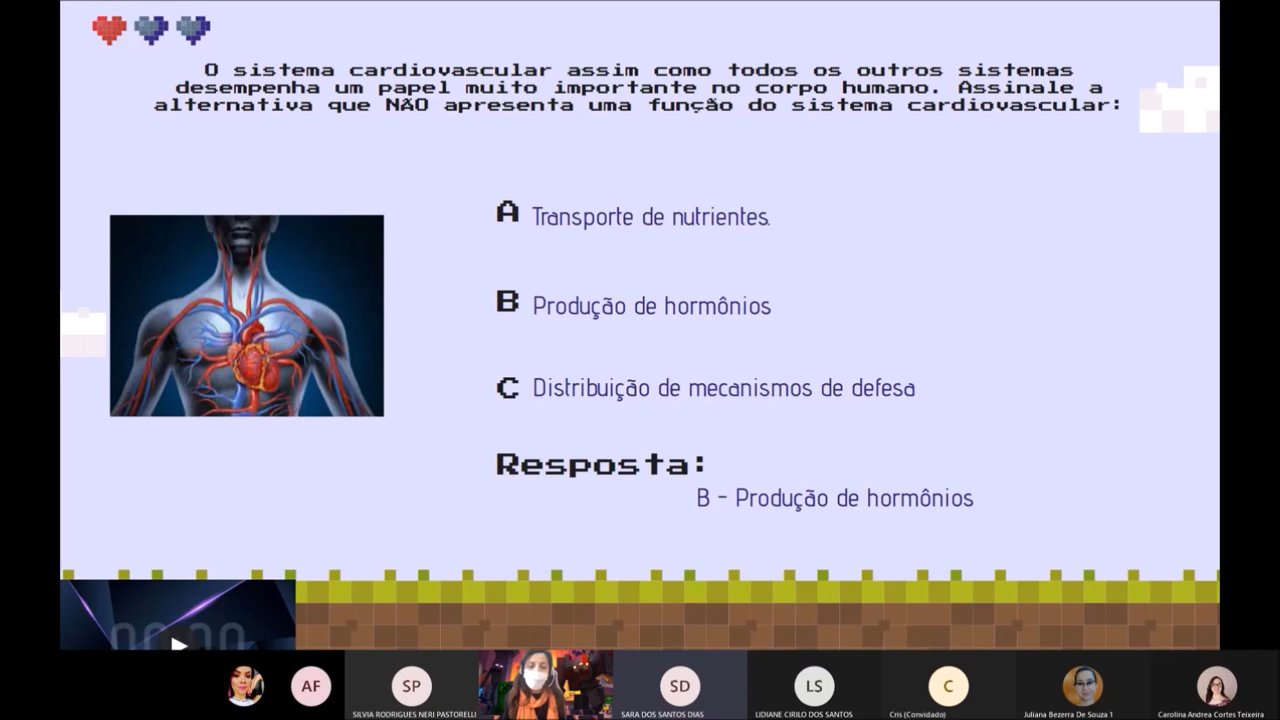 O sistema cardiovascular assim como todos os outros sistemas
desempenha um papel muito importante no corpo humano. Assinale a
alternativa que NÃO apresenta uma função do sistema cardiovascular:
A Transporte de nutrientes.
B Produção de hormônios
C Distribuição de mecanismos de defesa
Resposta:
B - Produção de hormônios
00:00
AF
SP
SD
LS
C
SILVIA RODRIGUES NERI PASTORELLI
SARA DOS SANTOS DIAS
LIDIANE CIRILO DOS SANTOS
Cris (Convidado)
Juliana Bezerra De Souza 1
Carolina Andrea Cortes Teixeira